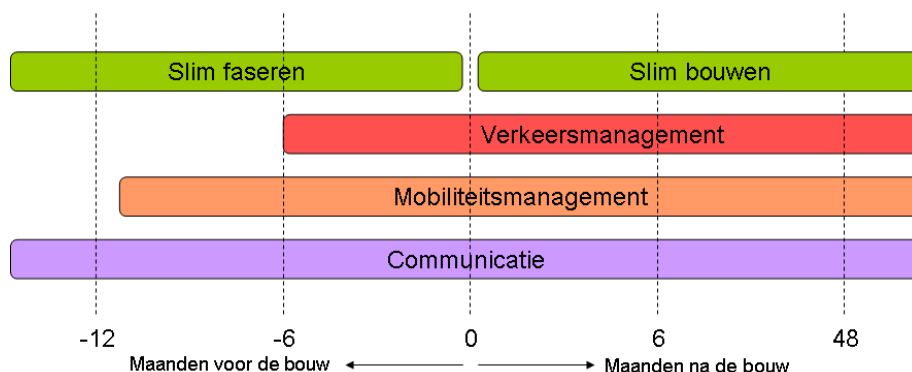 Slim faseren Slim bouwen
Verkeersmanagement
Mobiliteitsmanagement
Communicatie
-12 -6 0 6 48
Maanden voor de bouw Maanden na de bouw